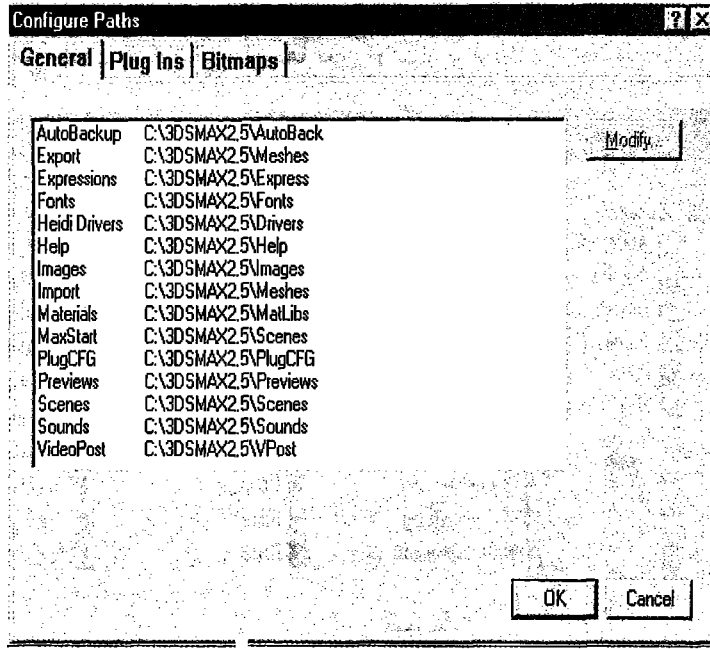 Configure Paths
General Plug Ins Bitmaps
AutoBackup C:\3DSMAX2.5\AutoBack
Modify...
Export C:\3DSMAX2.5\Meshes
Expressions C:\3DSMAX2.5\Express
Fonts C:\3DSMAX2.5\Fonts
Heidi Drivers C:\3DSMAX2.5\Drivers
Help C:\3DSMAX2.5\Help
Images C:\3DSMAX2.5\Images
Import C:\3DSMAX2.5\Meshes
Materials C:\3DSMAX2.5\MatLibs
MaxStart C:\3DSMAX2.5\Scenes
PlugCFG C:\3DSMAX2.5\PlugCFG
Previews C:\3DSMAX2.5\Previews
Scenes C:\3DSMAX2.5\Scenes
Sounds C:\3DSMAX2.5\Sounds
VideoPost C:\3DSMAX2.5\VPost
OK Cancel